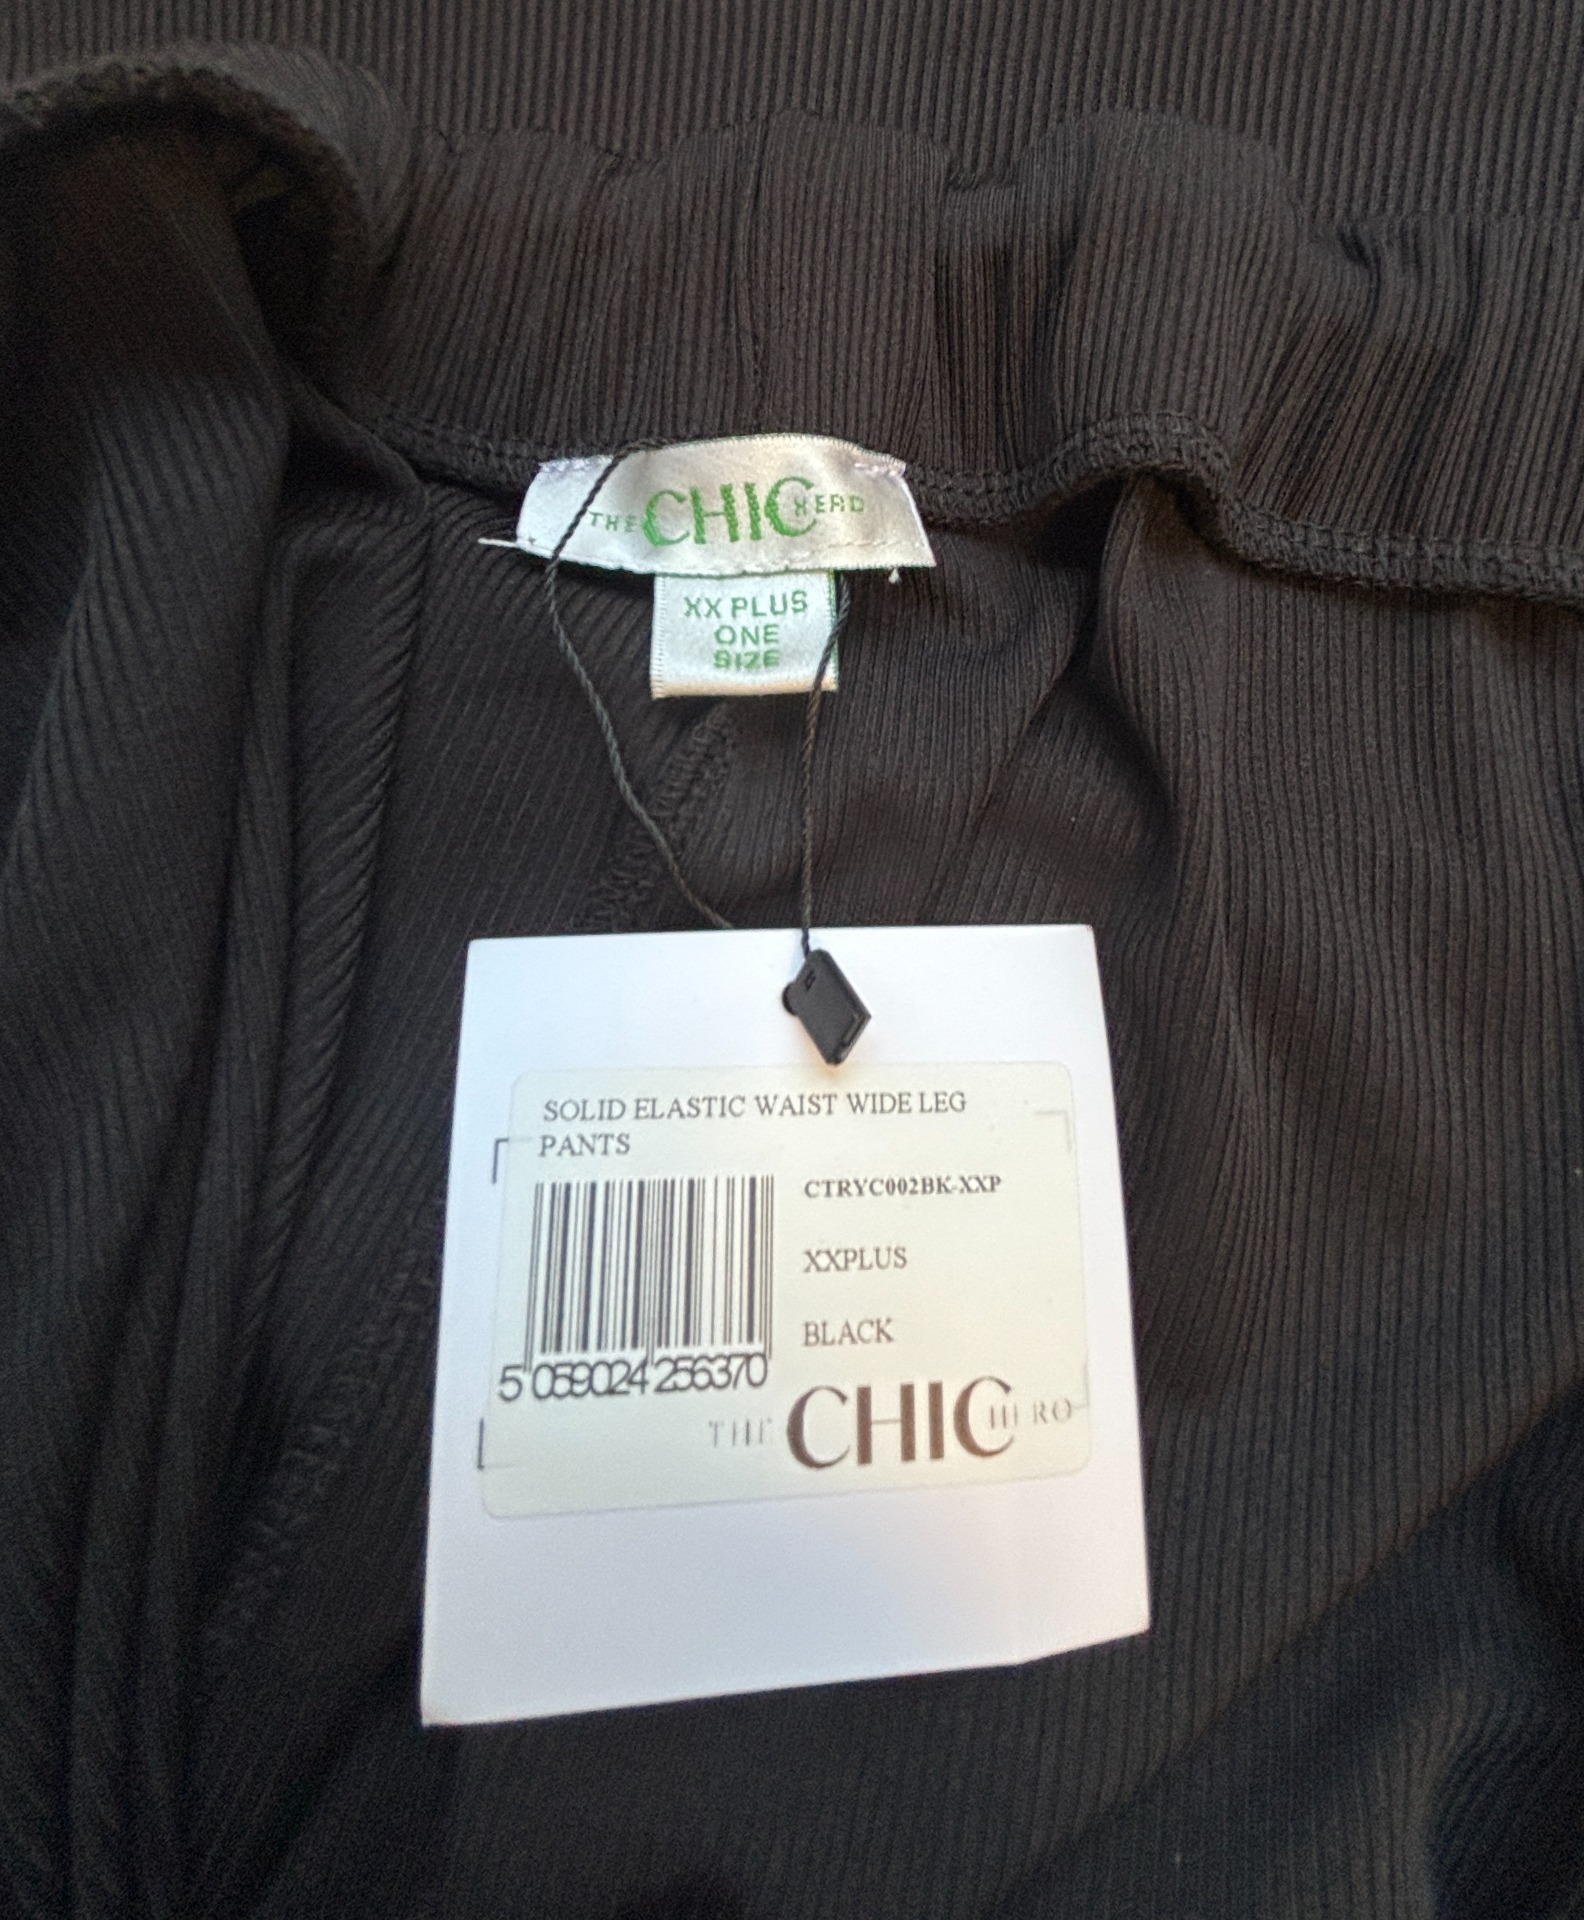 THE CHIC HERO
XX PLUS
ONE
SIZE
SOLID ELASTIC WAIST WIDE LEG
PANTS
CTRYC002BK-XXP
XXPLUS
BLACK
5 059024 256370
THE CHIC HERO